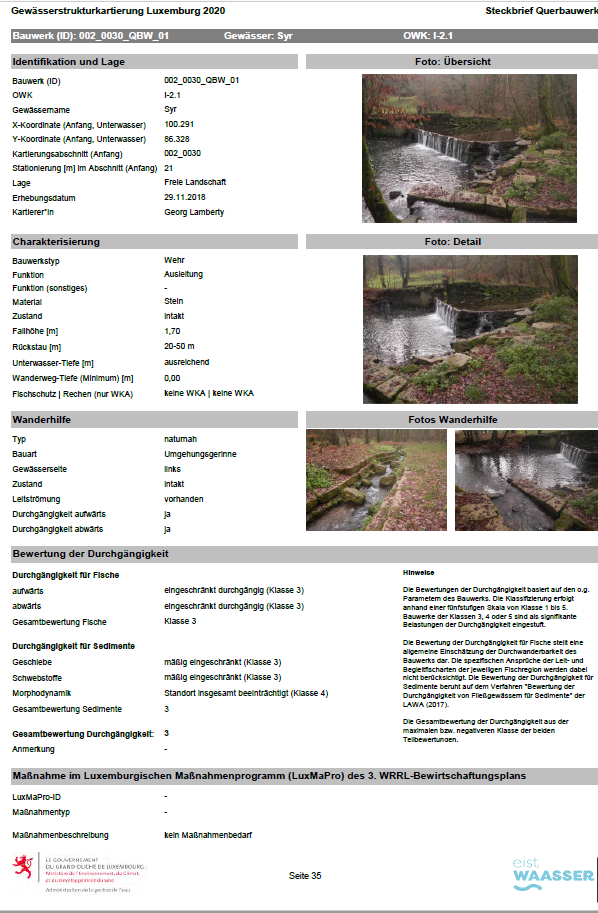 Gewässerstrukturkartierung Luxemburg 2020 Steckbrief Querbauwerk
Bauwerk (ID): 002_0030_QBW_01 Gewässer: Syr OWK: I-2.1
Identifikation und Lage Foto: Übersicht
Bauwerk (ID) 002_0030_QBW_01
OWK I-2.1
Gewässername Syr
X-Koordinate (Anfang, Unterwasser) 100.291
Y-Koordinate (Anfang, Unterwasser) 86.328
Kartierungsabschnitt (Anfang) 002_0030
Stationierung [m] im Abschnitt (Anfang) 21
Lage Freie Landschaft
Erhebungsdatum 29.11.2018
Kartierer*in Georg Lamberty
Charakterisierung Foto: Detail
Bauwerkstyp Wehr
Funktion Ausleitung
Funktion (sonstiges) -
Material Stein
Zustand intakt
Fallhöhe [m] 1,70
Rückstau [m] 20-50 m
Unterwasser-Tiefe [m] ausreichend
Wanderweg-Tiefe (Minimum) [m] 0,00
Fischschutz | Rechen (nur WKA) keine WKA | keine WKA
Wanderhilfe Fotos Wanderhilfe
Typ naturnah
Bauart Umgehungsgerinne
Gewässerseite links
Zustand intakt
Leitströmung vorhanden
Durchgängigkeit aufwärts ja
Durchgängigkeit abwärts ja
Bewertung der Durchgängigkeit
Durchgängigkeit für Fische
aufwärts eingeschränkt durchgängig (Klasse 3)
abwärts eingeschränkt durchgängig (Klasse 3)
Gesamtbewertung Fische Klasse 3
Durchgängigkeit für Sedimente
Geschiebe mäßig eingeschränkt (Klasse 3)
Schwebstoffe mäßig eingeschränkt (Klasse 3)
Morphodynamik Standort insgesamt beeinträchtigt (Klasse 4)
Gesamtbewertung Sedimente 3
Gesamtbewertung Durchgängigkeit: 3
Anmerkung -
Hinweise
Die Bewertungen der Durchgängigkeit basiert auf den o.g.
Parametern des Bauwerks. Die Klassifizierung erfolgt
anhand einer fünfstufigen Skala von Klasse 1 bis 5.
Bauwerke der Klassen 3, 4 oder 5 sind als signifikante
Belastungen der Durchgängigkeit eingestuft.
Die Bewertung der Durchgängigkeit für Fische stellt eine
allgemeine Einschätzung der Durchwanderbarkeit des
Bauwerks dar. Die spezifischen Ansprüche der Leit- und
Begleitfischarten der jeweiligen Fischregion werden dabei
nicht berücksichtigt. Die Bewertung der Durchgängigkeit für
Sedimente beruht auf dem Verfahren "Bewertung der
Durchgängigkeit von Fließgewässern für Sedimente" der
LAWA (2017).
Die Gesamtbewertung der Durchgängigkeit aus der
maximalen bzw. negativeren Klasse der beiden
Teilbewertungen.
Maßnahme im Luxemburgischen Maßnahmenprogramm (LuxMaPro) des 3. WRRL-Bewirtschaftungsplans
LuxMaPro-ID -
Maßnahmentyp -
Maßnahmenbeschreibung kein Maßnahmenbedarf
LE GOUVERNEMENT
DU GRAND-DUCHÉ DE LUXEMBOURG
Ministère de l'Environnement, du Climat
et du Développement durable
Administration de la gestion de l'eau
Seite 35
eist
WAASSER